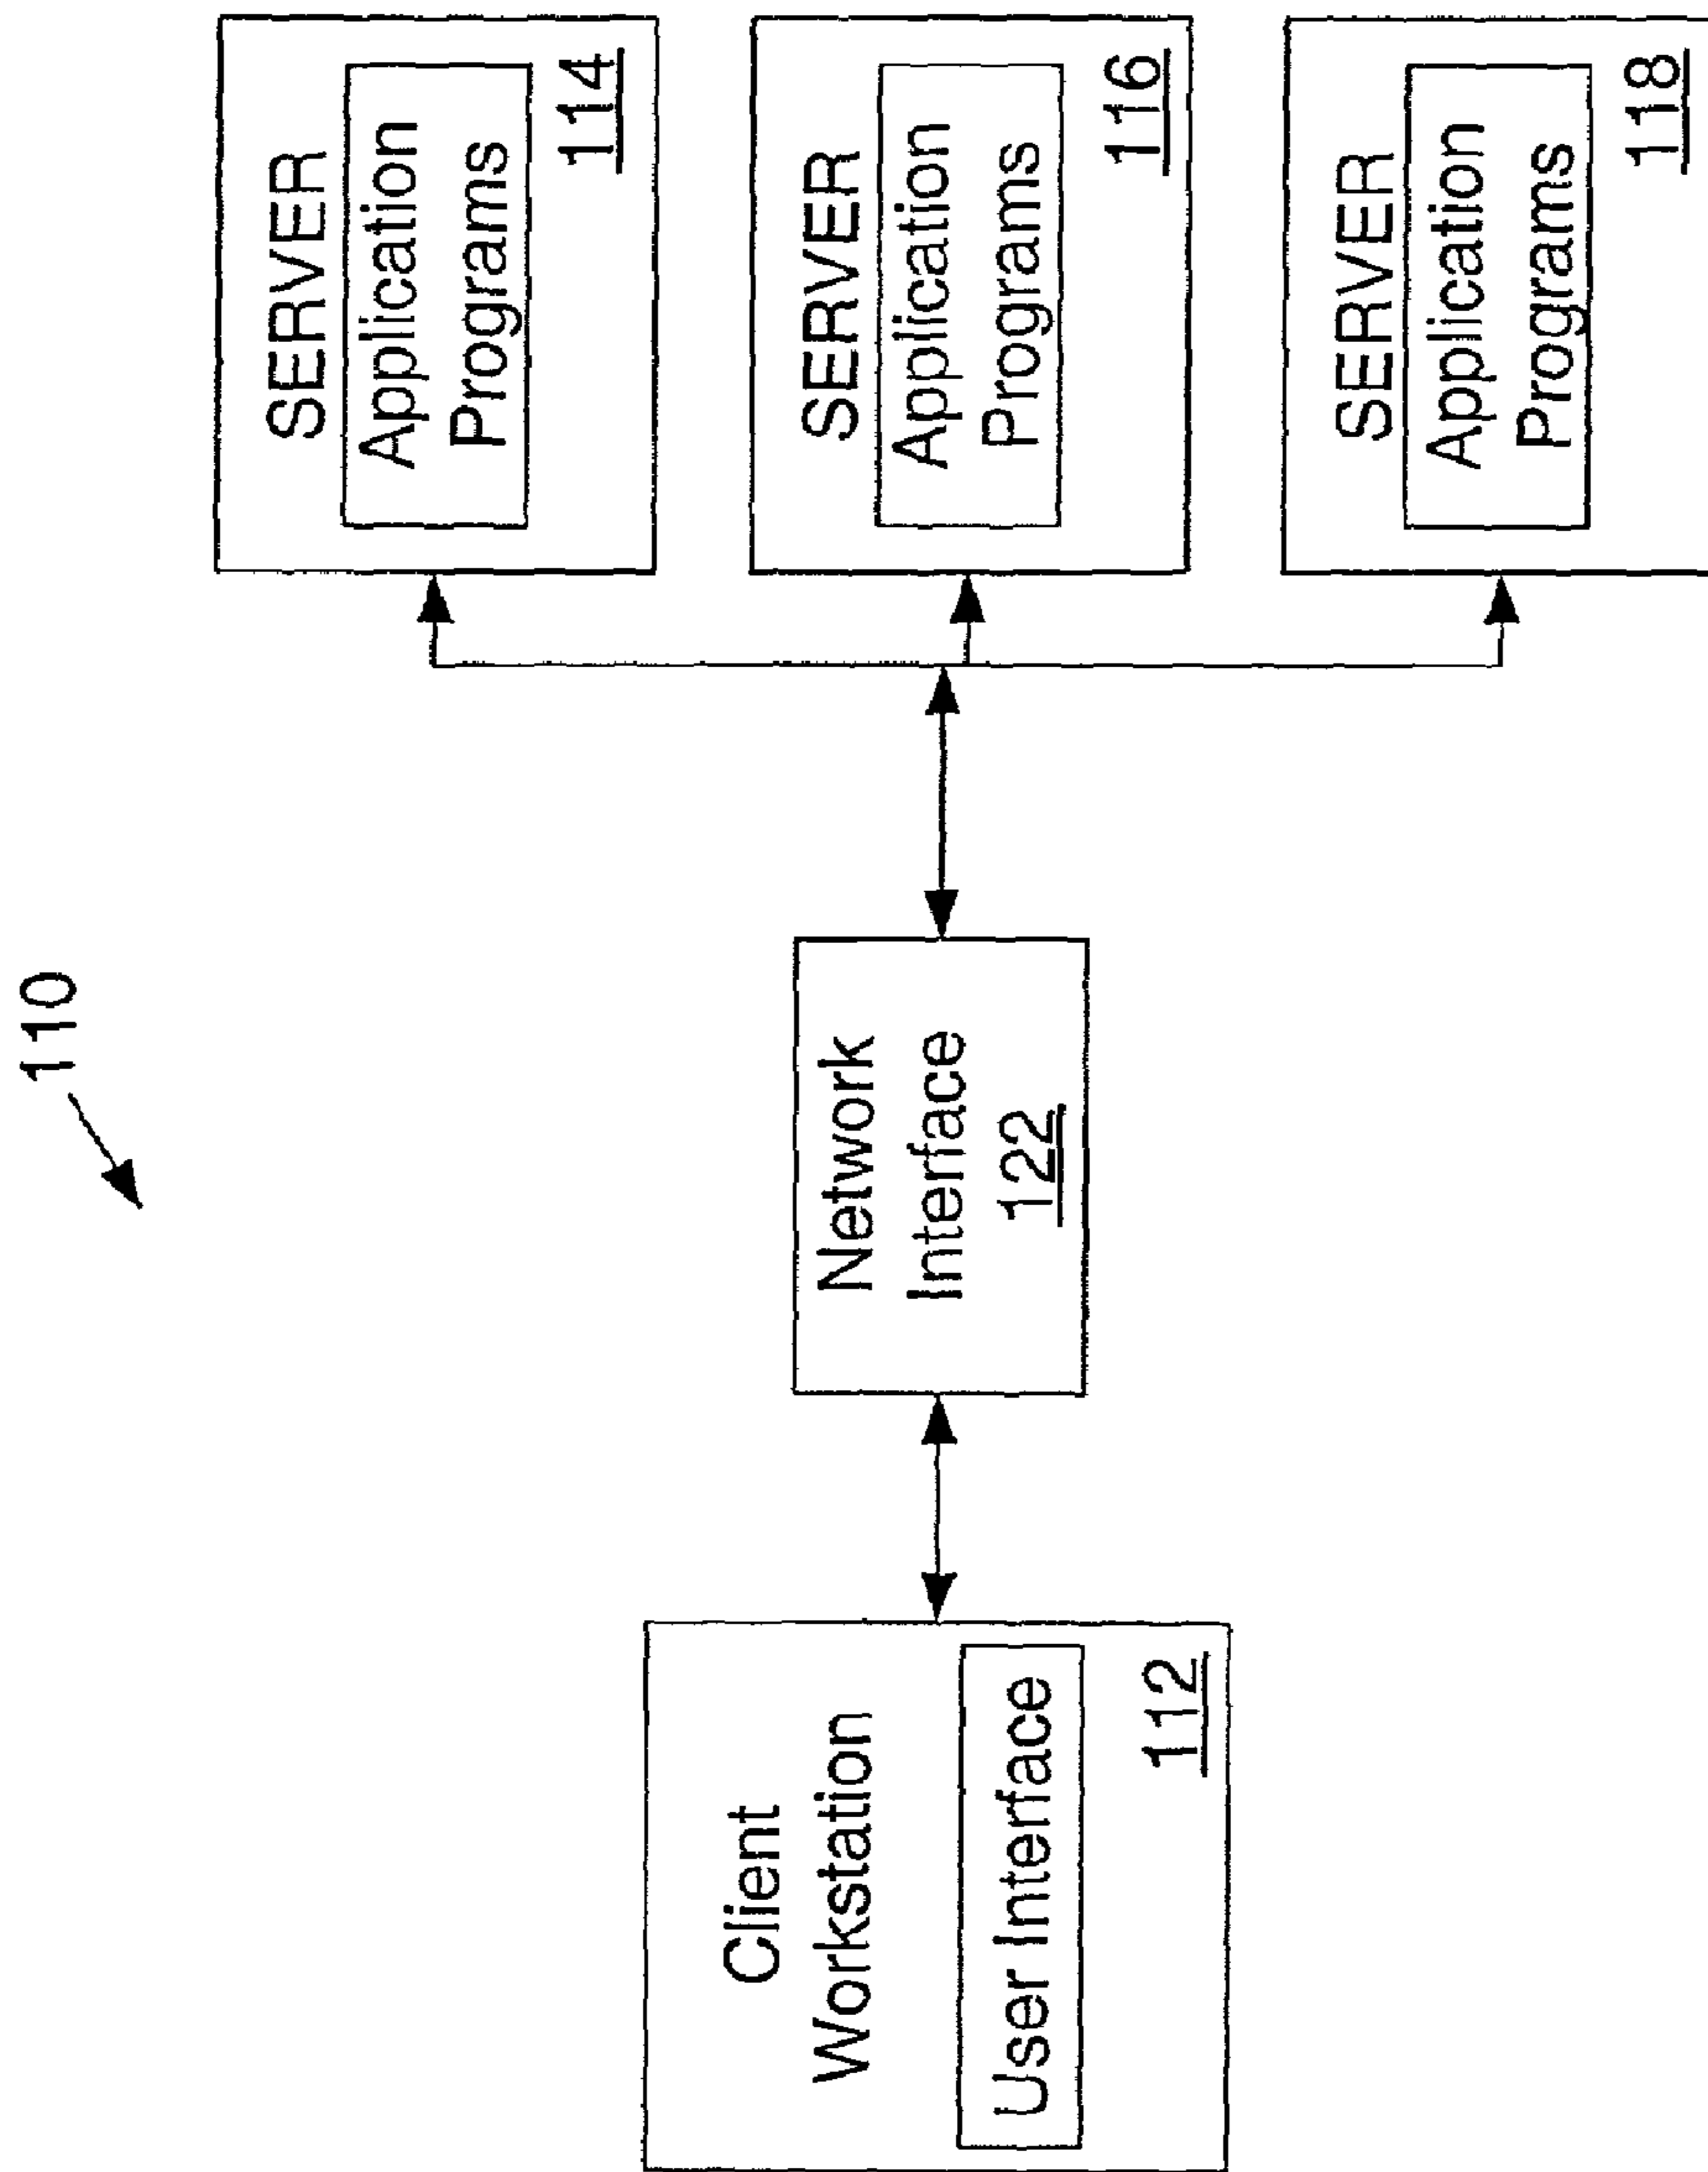 110
Client
Workstation
User Interface
112
Network
Interface
122
SERVER
Application
Programs
114
SERVER
Application
Programs
116
SERVER
Application
Programs
118